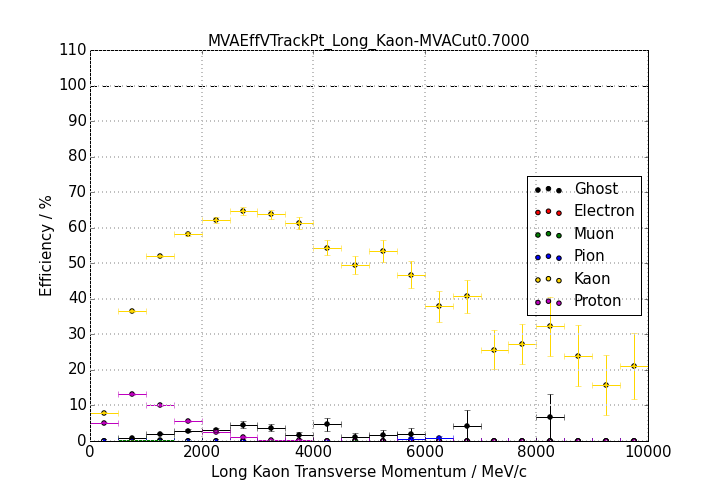 MVAEffVTrackPt_Long_Kaon-MVACut0.7000
110
100
90
80
70
60
50
40
30
20
10
0
Efficiency / %
Ghost
Electron
Muon
Pion
Kaon
Proton
0 2000 4000 6000 8000 10000
Long Kaon Transverse Momentum / MeV/c